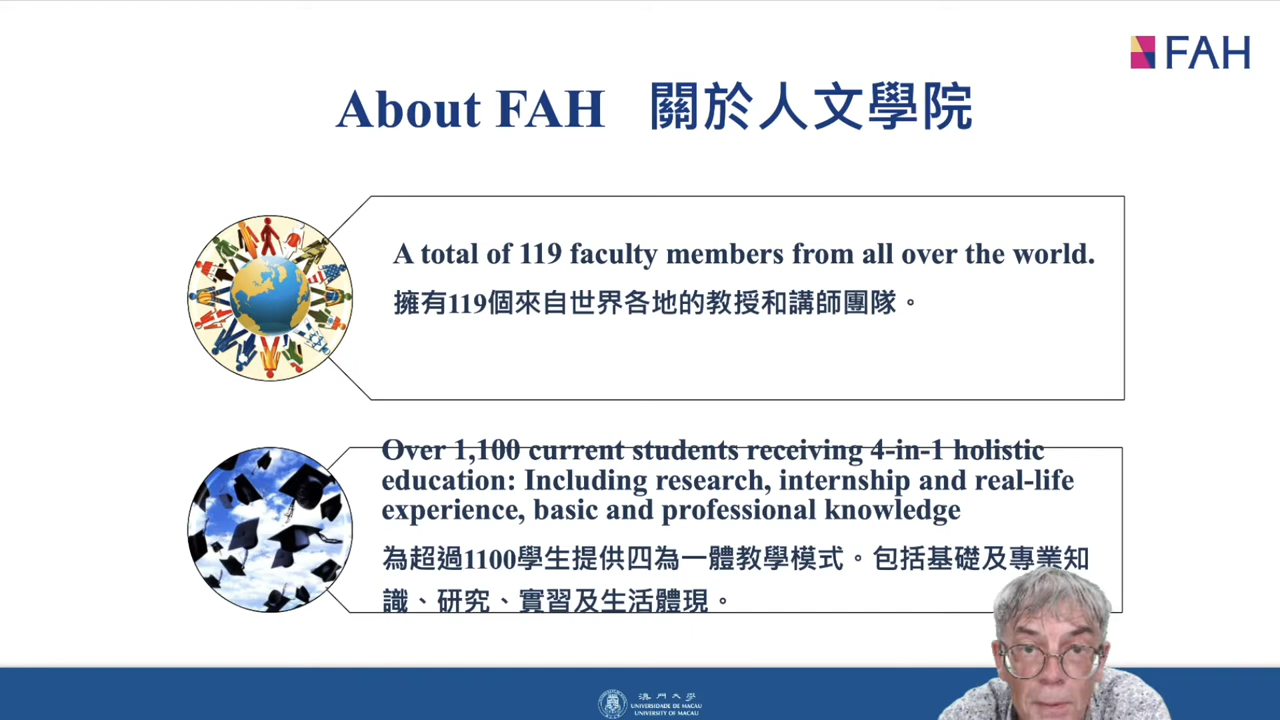 FAH
About FAH 關於人文學院
A total of 119 faculty members from all over the world.
擁有119個來自世界各地的教授和講師團隊。
Over 1,100 current students receiving 4-in-1 holistic
education: Including research, internship and real-life
experience, basic and professional knowledge
為超過1100學生提供四為一體教學模式。包括基礎及專業知
識、研究、實習及生活體現。
澳門大學
UNIVERSIDADE DE MACAU
UNIVERSITY OF MACAU